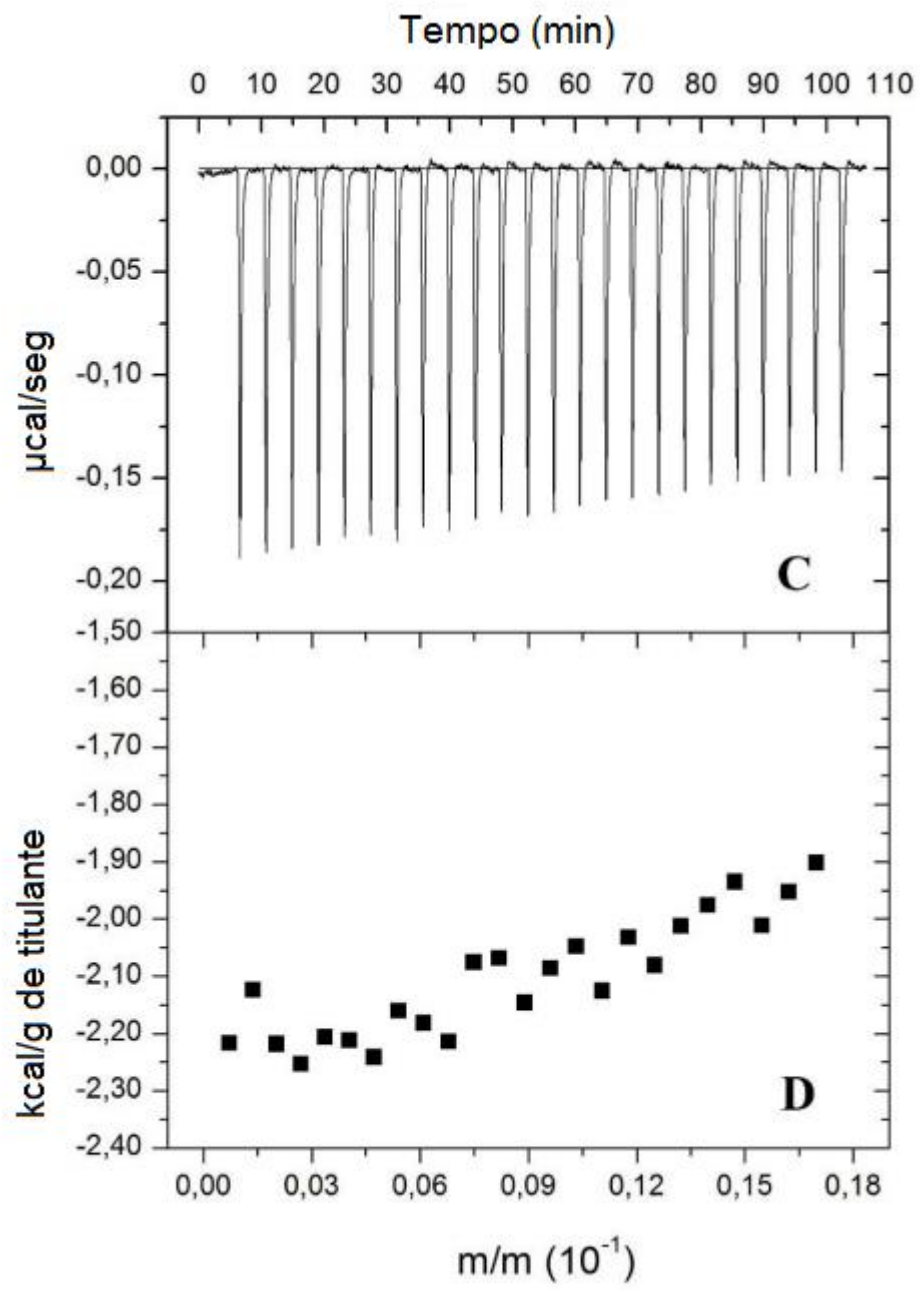 Tempo (min)
0 10 20 30 40 50 60 70 80 90 100 110
0,00
-0,05
-0,10
-0,15
-0,20
µcal/seg
C
-1,50
-1,60
-1,70
-1,80
-1,90
-2,00
-2,10
-2,20
-2,30
-2,40
kcal/g de titulante
D
0,00 0,03 0,06 0,09 0,12 0,15 0,18
m/m (10⁻¹)